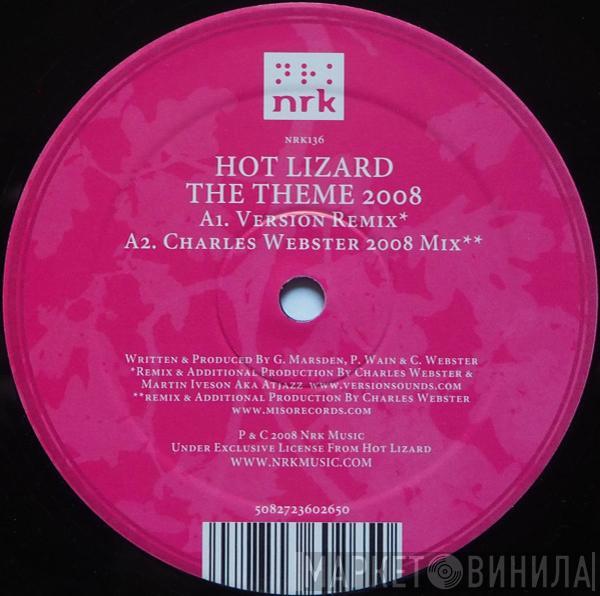 nrk
NRK136
HOT LIZARD
THE THEME 2008
A1. VERSION REMIX*
A2. CHARLES WEBSTER 2008 MIX**
WRITTEN & PRODUCED BY G. MARSDEN, P. WAIN & C. WEBSTER
*REMIX & ADDITIONAL PRODUCTION BY CHARLES WEBSTER &
MARTIN IVESON AKA ATJAZZ WWW.VERSIONSOUNDS.COM
**REMIX & ADDITIONAL PRODUCTION BY CHARLES WEBSTER
WWW.MISORECORDS.COM
P & C 2008 NRK MUSIC
UNDER EXCLUSIVE LICENSE FROM HOT LIZARD
WWW.NRKMUSIC.COM
5082723602650
МАРКЕТ ВИНИЛА